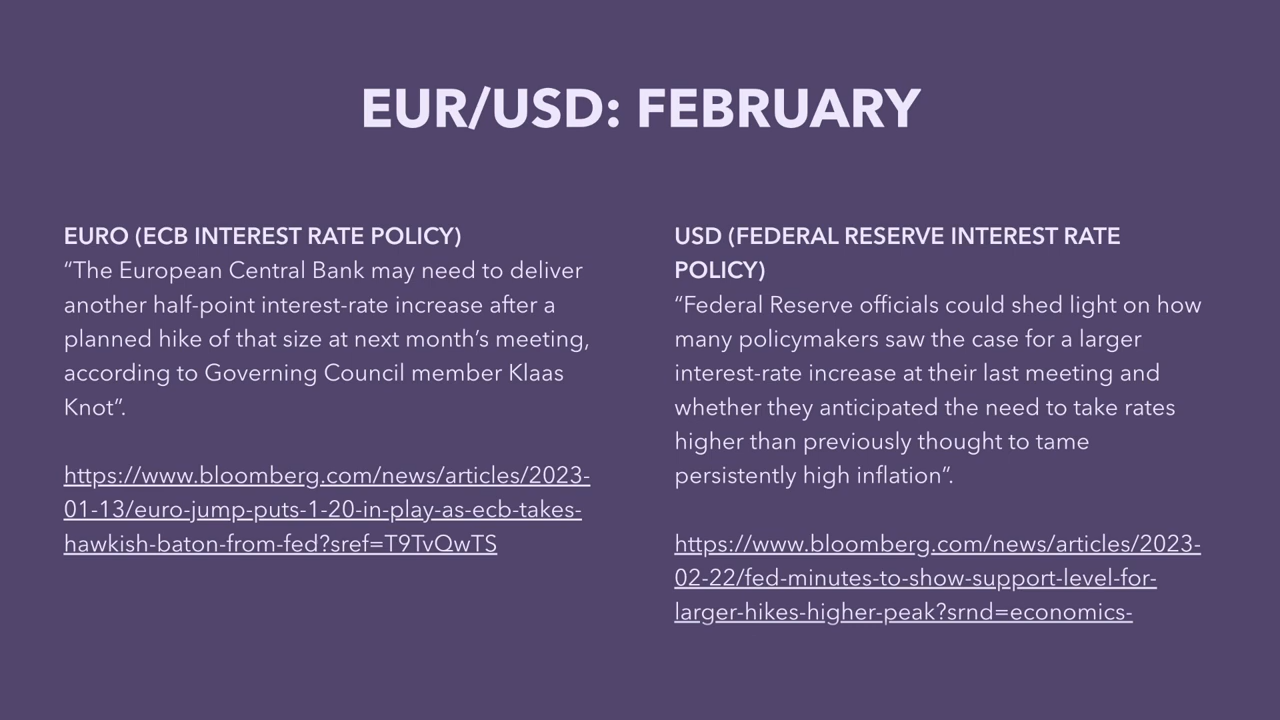 EUR/USD: FEBRUARY
EURO (ECB INTEREST RATE POLICY)
“The European Central Bank may need to deliver
another half-point interest-rate increase after a
planned hike of that size at next month’s meeting,
according to Governing Council member Klaas
Knot”.
https://www.bloomberg.com/news/articles/2023-
01-13/euro-jump-puts-1-20-in-play-as-ecb-takes-
hawkish-baton-from-fed?sref=T9TvQwTS
USD (FEDERAL RESERVE INTEREST RATE
POLICY)
“Federal Reserve officials could shed light on how
many policymakers saw the case for a larger
interest-rate increase at their last meeting and
whether they anticipated the need to take rates
higher than previously thought to tame
persistently high inflation”.
https://www.bloomberg.com/news/articles/2023-
02-22/fed-minutes-to-show-support-level-for-
larger-hikes-higher-peak?srnd=economics-